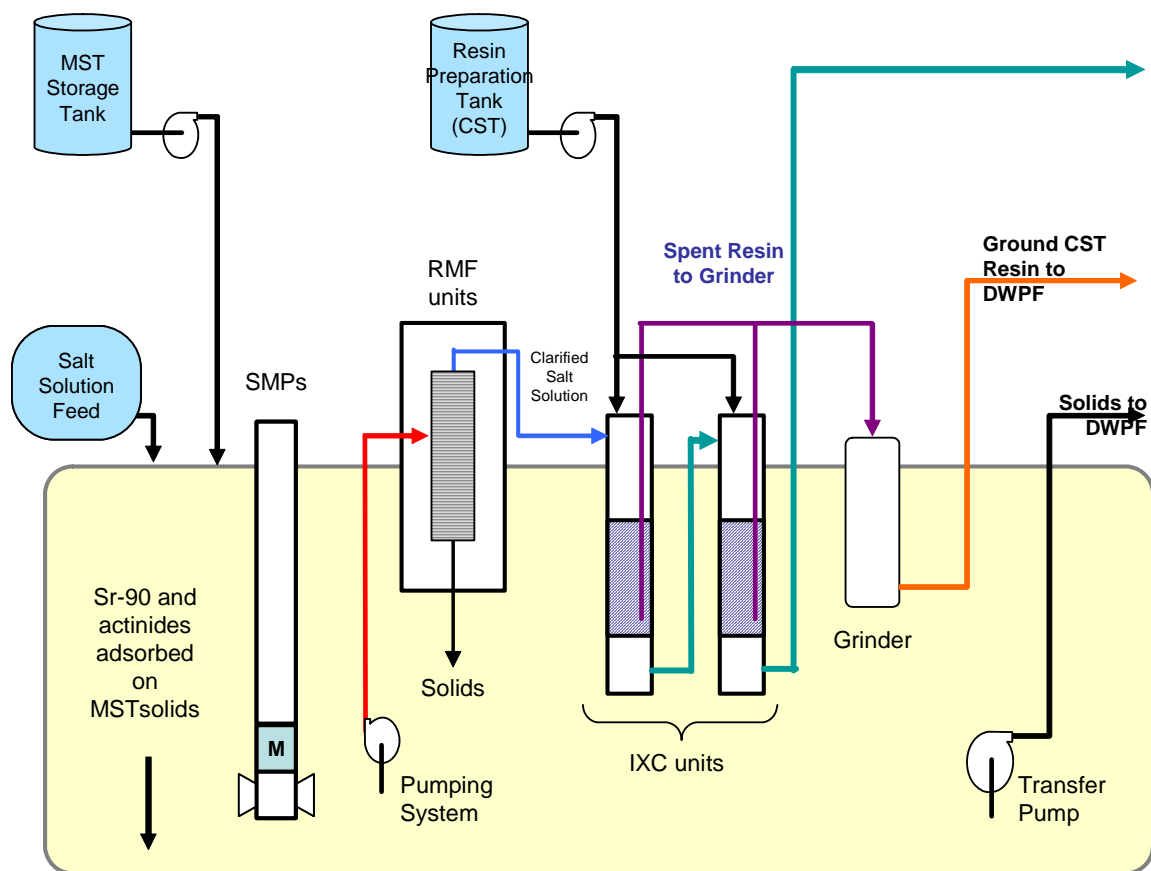 MST
Storage
Tank
Resin
Preparation
Tank
(CST)
Spent Resin
to Grinder
Ground CST
Resin to
DWPF
RMF
units
Salt
Solution
Feed
SMPs
Clarified
Salt
Solution
Solids to
DWPF
Sr-90 and
actinides
adsorbed
on
MSTsolids
Solids
Grinder
M
IXC units
Pumping
System
Transfer
Pump